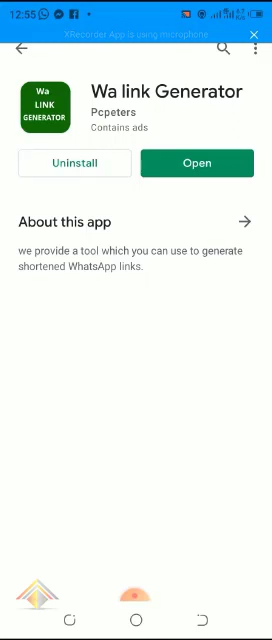 12:55
XRecorder App is using microphone
Wa
LINK
GENERATOR
Wa link Generator
Pcpeters
Contains ads
Uninstall
Open
About this app
we provide a tool which you can use to generate
shortened WhatsApp links.